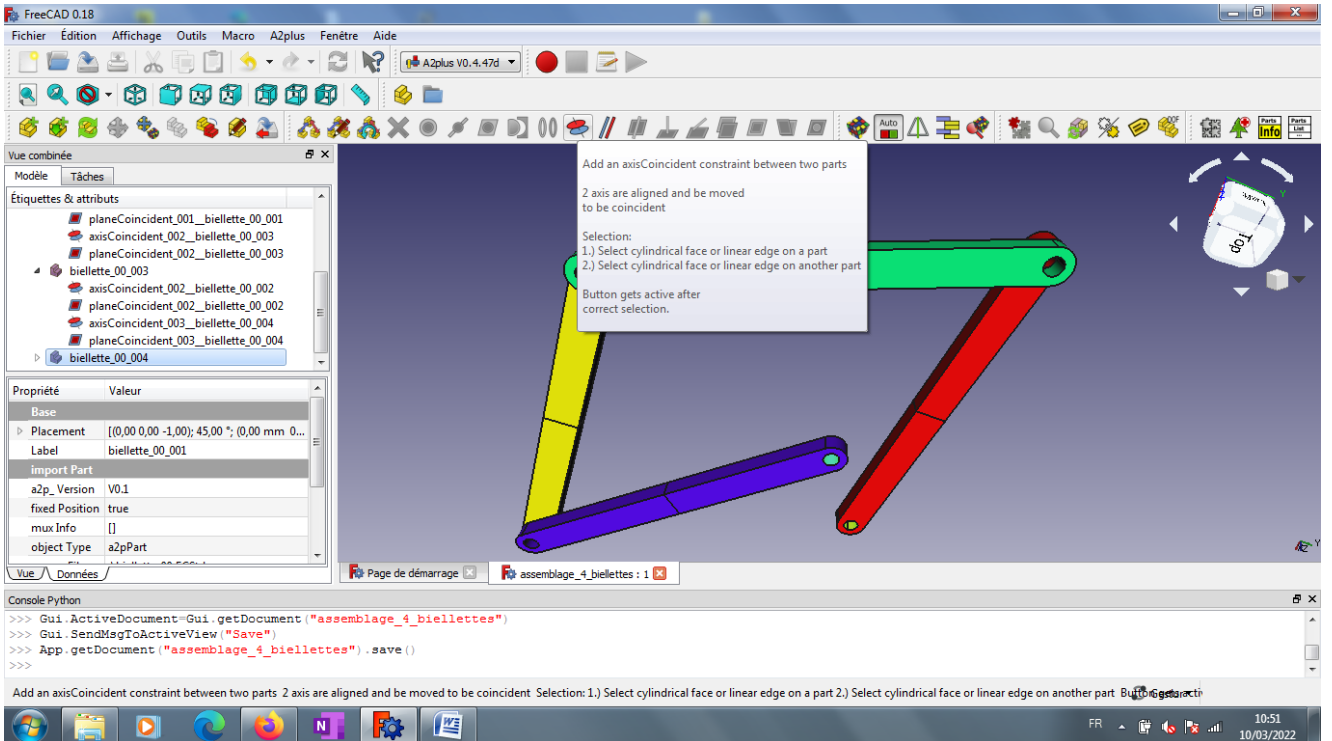 FreeCAD 0.18
Fichier Édition Affichage Outils Macro A2plus Fenêtre Aide
A2plus V0.4.47d
Auto
Parts Info
Parts List
Vue combinée
Modèle Tâches
Étiquettes & attributs
planeCoincident_001__biellette_00_001
axisCoincident_002__biellette_00_003
planeCoincident_002__biellette_00_003
biellette_00_003
axisCoincident_002__biellette_00_002
planeCoincident_002__biellette_00_002
axisCoincident_003__biellette_00_004
planeCoincident_003__biellette_00_004
biellette_00_004
Propriété Valeur
Base
Placement [(0,00 0,00 -1,00); 45,00 °; (0,00 mm 0...
Label biellette_00_001
import Part
a2p_ Version V0.1
fixed Position true
mux Info []
object Type a2pPart
Vue Données
Add an axisCoincident constraint between two parts
2 axis are aligned and be moved
to be coincident
Selection:
1.) Select cylindrical face or linear edge on a part
2.) Select cylindrical face or linear edge on another part
Button gets active after
correct selection.
Top
Y
Y
Page de démarrage assemblage_4_biellettes : 1
Console Python
>>> Gui.ActiveDocument=Gui.getDocument("assemblage_4_biellettes")
>>> Gui.SendMsgToActiveView("Save")
>>> App.getDocument("assemblage_4_biellettes").save()
>>>
Add an axisCoincident constraint between two parts 2 axis are aligned and be moved to be coincident Selection: 1.) Select cylindrical face or linear edge on a part 2.) Select cylindrical face or linear edge on another part
FR 10:51
10/03/2022